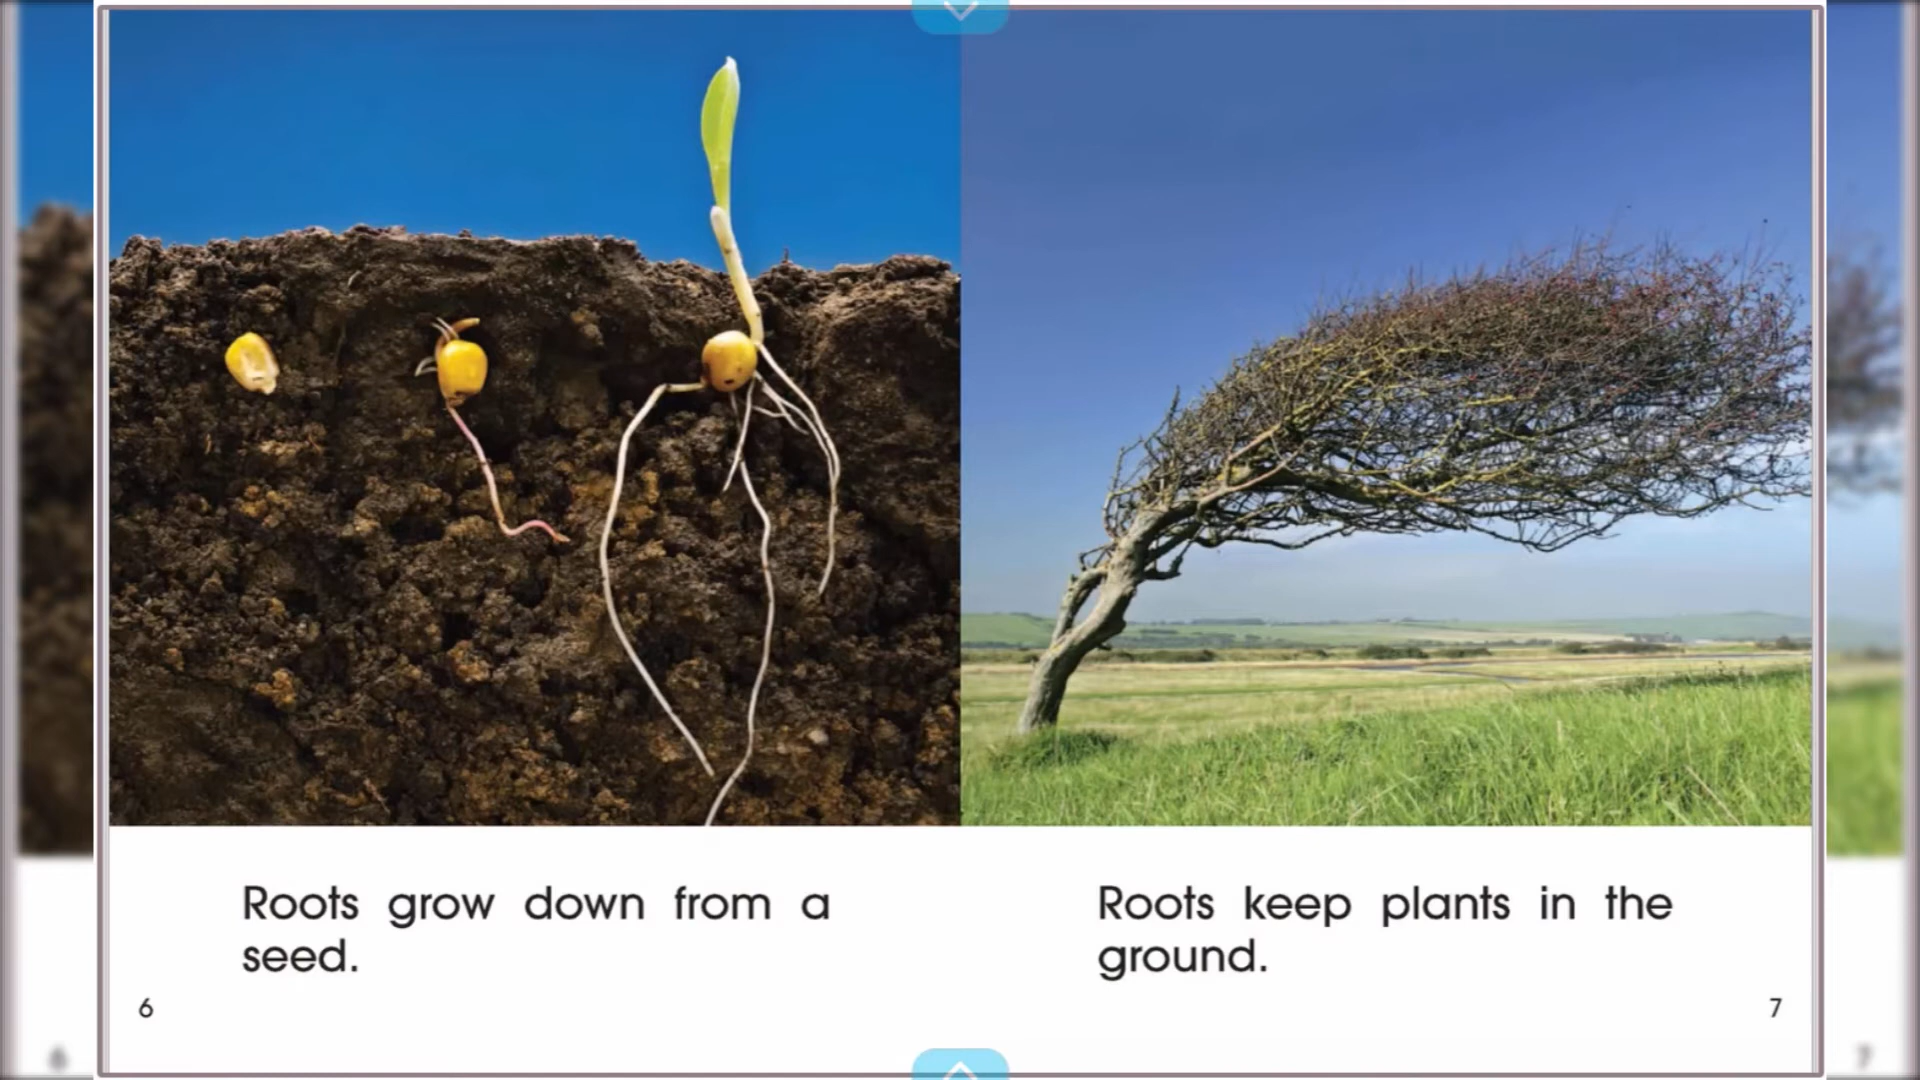 Roots grow down from a
seed.
6
Roots keep plants in the
ground.
7